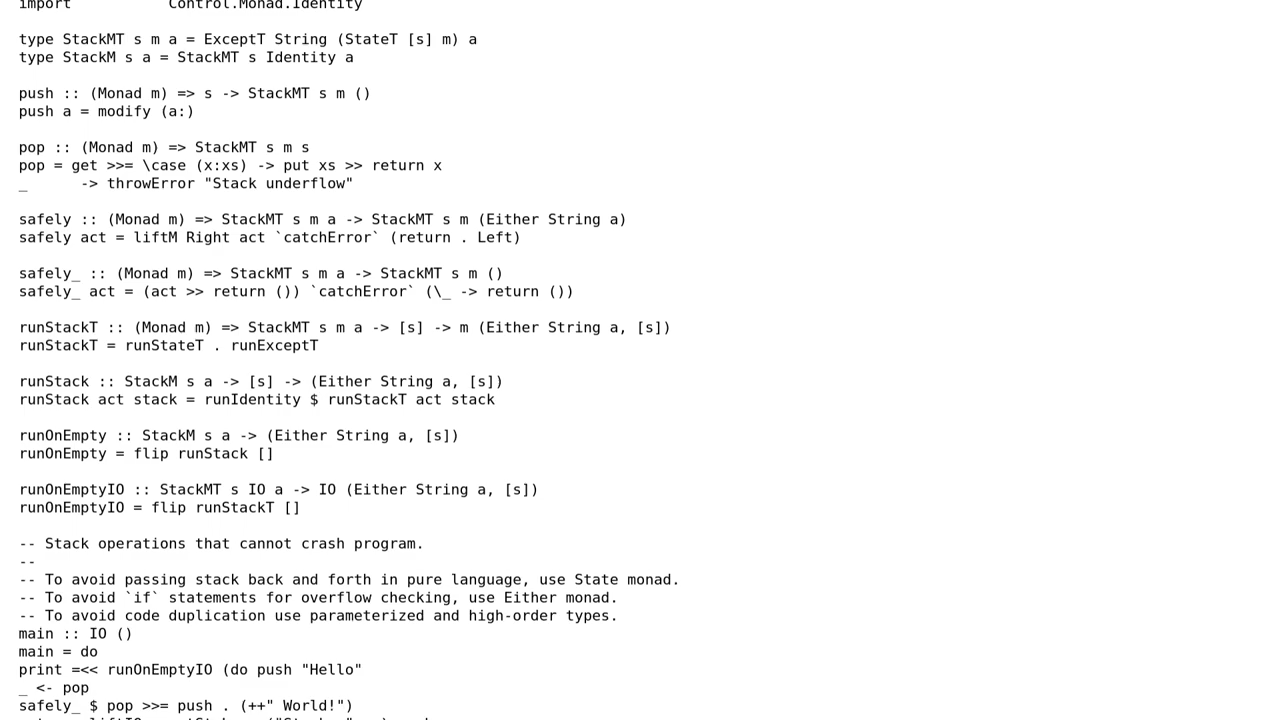 import           Control.Monad.Identity

type StackMT s m a = ExceptT String (StateT [s] m) a
type StackM s a = StackMT s Identity a

push :: (Monad m) => s -> StackMT s m ()
push a = modify (a:)

pop :: (Monad m) => StackMT s m s
pop = get >>= \case (x:xs) -> put xs >> return x
_      -> throwError "Stack underflow"

safely :: (Monad m) => StackMT s m a -> StackMT s m (Either String a)
safely act = liftM Right act `catchError` (return . Left)

safely_ :: (Monad m) => StackMT s m a -> StackMT s m ()
safely_ act = (act >> return ()) `catchError` (\_ -> return ())

runStackT :: (Monad m) => StackMT s m a -> [s] -> m (Either String a, [s])
runStackT = runStateT . runExceptT

runStack :: StackM s a -> [s] -> (Either String a, [s])
runStack act stack = runIdentity $ runStackT act stack

runOnEmpty :: StackM s a -> (Either String a, [s])
runOnEmpty = flip runStack []

runOnEmptyIO :: StackMT s IO a -> IO (Either String a, [s])
runOnEmptyIO = flip runStackT []

-- Stack operations that cannot crash program.
--
-- To avoid passing stack back and forth in pure language, use State monad.
-- To avoid `if` statements for overflow checking, use Either monad.
-- To avoid code duplication use parameterized and high-order types.
main :: IO ()
main = do
print =<< runOnEmptyIO (do push "Hello"
_ <- pop
safely_ $ pop >>= push . (++" World!")